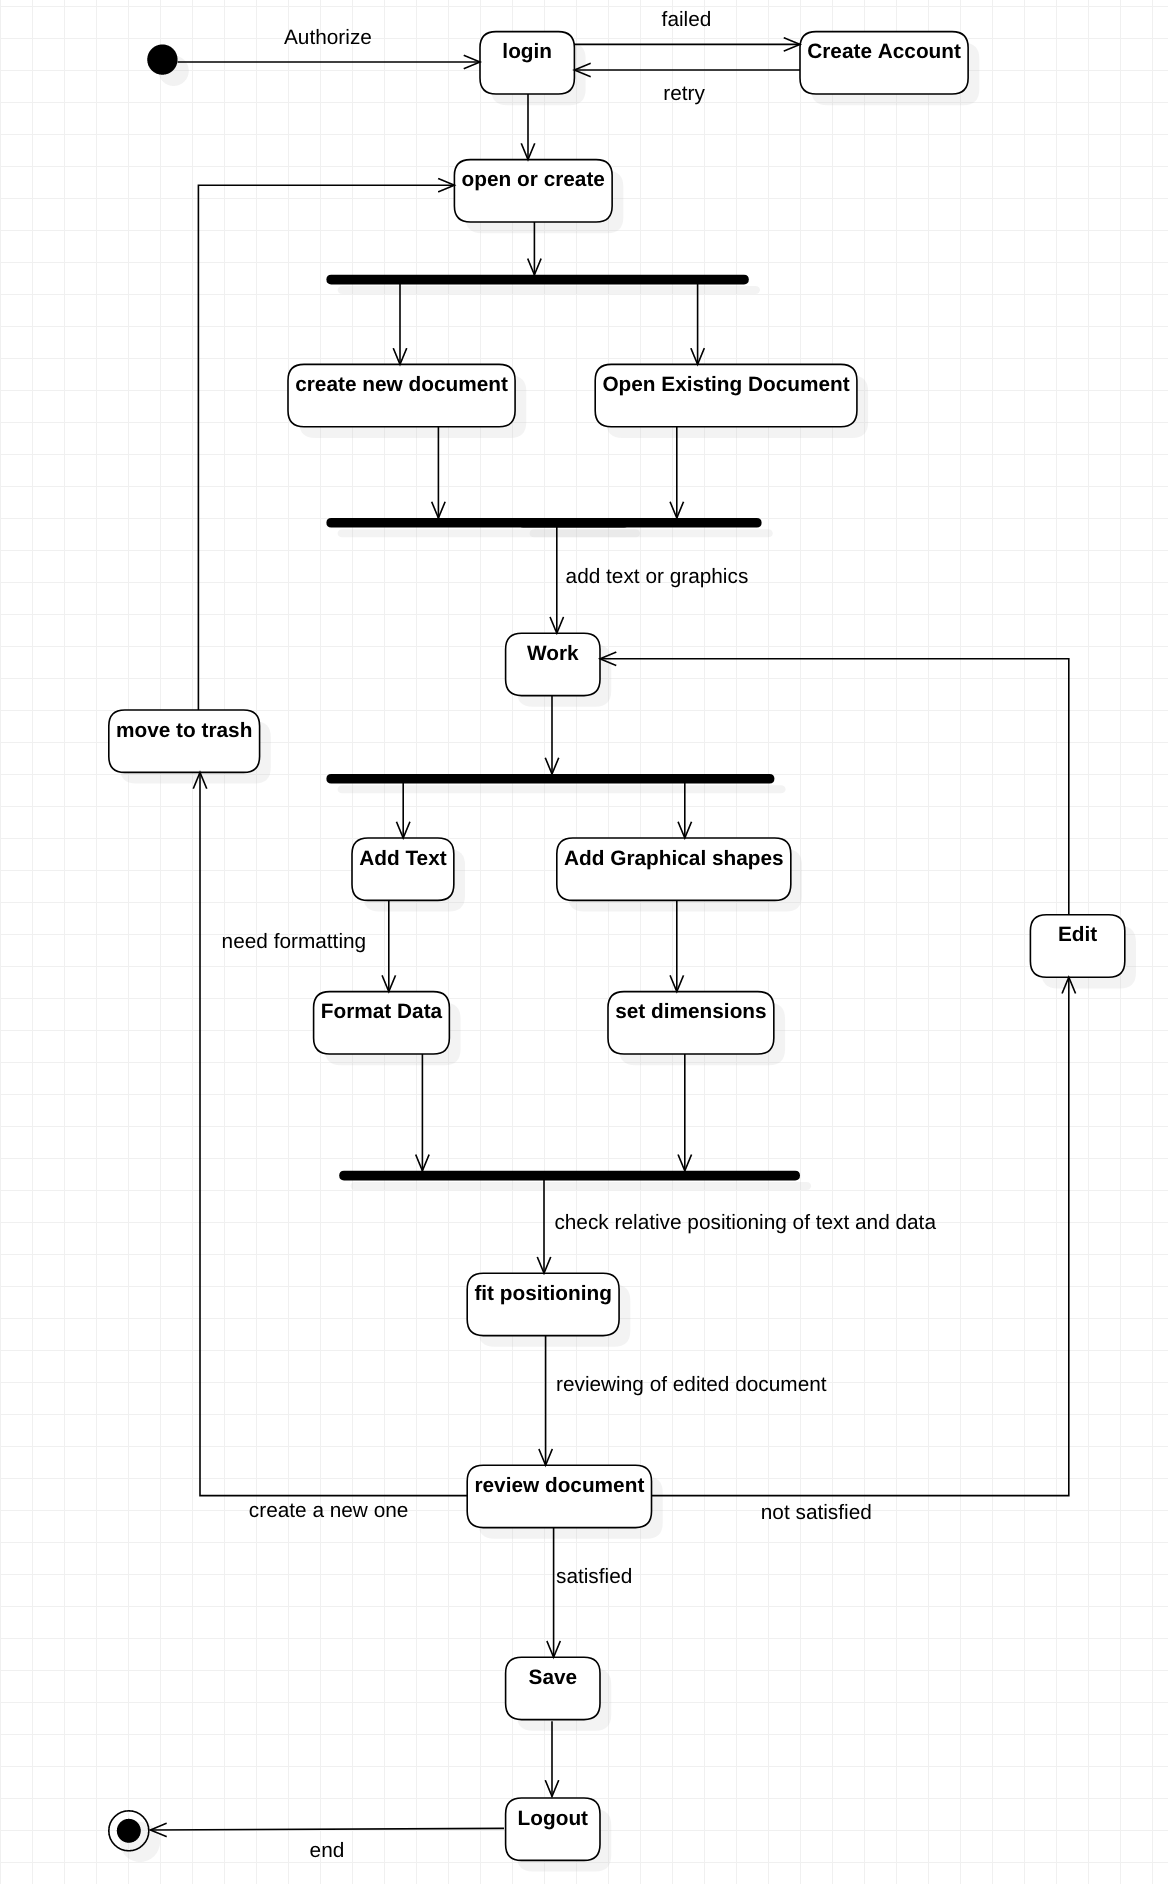 Authorize
failed
login
Create Account
retry
open or create
create new document
Open Existing Document
add text or graphics
Work
move to trash
Add Text
Add Graphical shapes
need formatting
Edit
Format Data
set dimensions
check relative positioning of text and data
fit positioning
reviewing of edited document
review document
create a new one
not satisfied
satisfied
Save
Logout
end